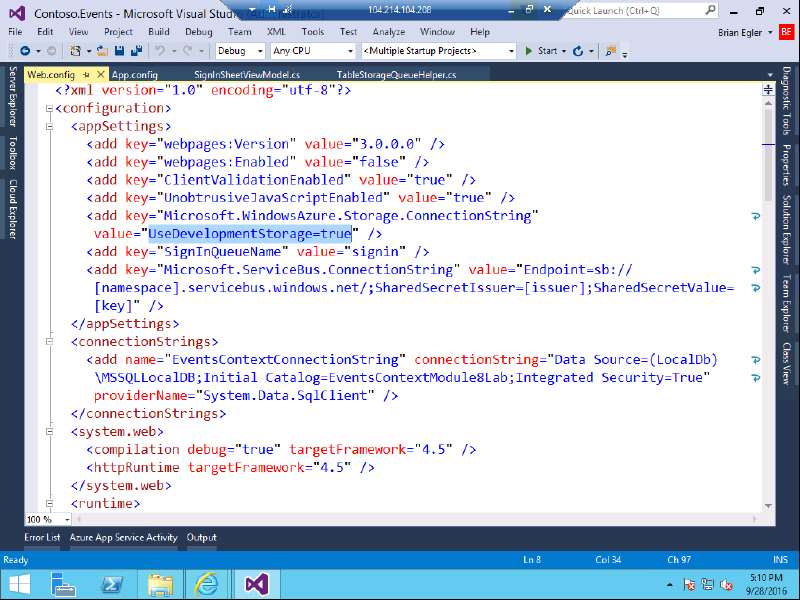 Contoso.Events - Microsoft Visual Stu
104.214.104.208
Quick Launch (Ctrl+Q)
File Edit View Project Build Debug Team XML Tools Test Analyze Window Help
Brian Egler
BE
Debug Any CPU <Multiple Startup Projects> Start
Server Explorer
Toolbox
Cloud Explorer
Web.config App.config SignInSheetViewModel.cs TableStorageQueueHelper.cs
<?xml version="1.0" encoding="utf-8"?>
<configuration>
<appSettings>
<add key="webpages:Version" value="3.0.0.0" />
<add key="webpages:Enabled" value="false" />
<add key="ClientValidationEnabled" value="true" />
<add key="UnobtrusiveJavaScriptEnabled" value="true" />
<add key="Microsoft.WindowsAzure.Storage.ConnectionString"
value="UseDevelopmentStorage=true" />
<add key="SignInQueueName" value="signin" />
<add key="Microsoft.ServiceBus.ConnectionString" value="Endpoint=sb://
[namespace].servicebus.windows.net/;SharedSecretIssuer=[issuer];SharedSecretValue=
[key]" />
</appSettings>
<connectionStrings>
<add name="EventsContextConnectionString" connectionString="Data Source=(LocalDb)
\MSSQLLocalDB;Initial Catalog=EventsContextModule8Lab;Integrated Security=True"
providerName="System.Data.SqlClient" />
</connectionStrings>
<system.web>
<compilation debug="true" targetFramework="4.5" />
<httpRuntime targetFramework="4.5" />
</system.web>
<runtime>
100 %
Diagnostic Tools
Properties
Solution Explorer
Team Explorer
Class View
Error List Azure App Service Activity Output
Ready Ln 8 Col 34 Ch 97 INS
5:10 PM
9/28/2016